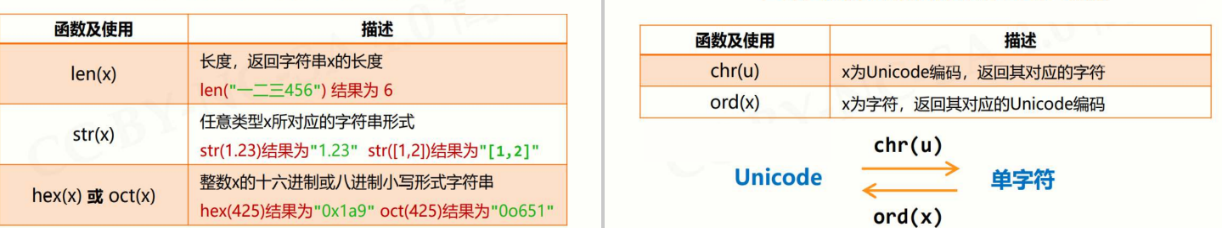 函数及使用 描述
len(x) 长度，返回字符串x的长度
len("一二三456") 结果为 6
str(x) 任意类型x所对应的字符串形式
str(1.23)结果为"1.23" str([1,2])结果为"[1,2]"
hex(x) 或 oct(x) 整数x的十六进制或八进制小写形式字符串
hex(425)结果为"0x1a9" oct(425)结果为"0o651"
函数及使用 描述
chr(u) x为Unicode编码，返回其对应的字符
ord(x) x为字符，返回其对应的Unicode编码
chr(u)
Unicode 单字符
ord(x)